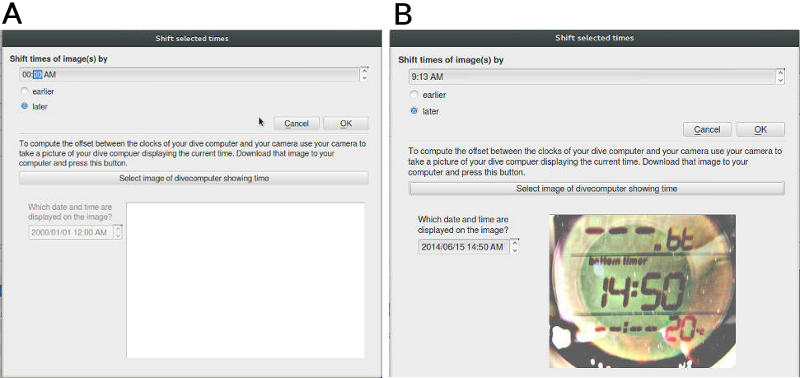 A
Shift selected times
Shift times of image(s) by
00:00 AM
earlier
later
Cancel
OK
To compute the offset between the clocks of your dive computer and your camera use your camera to
take a picture of your dive compuer displaying the current time. Download that image to your
computer and press this button.
Select image of divecomputer showing time
Which date and time are
displayed on the image?
2000/01/01 12:00 AM
B
Shift selected times
Shift times of image(s) by
9:13 AM
earlier
later
Cancel
OK
To compute the offset between the clocks of your dive computer and your camera use your camera to
take a picture of your dive compuer displaying the current time. Download that image to your
computer and press this button.
Select image of divecomputer showing time
Which date and time are
displayed on the image?
2014/06/15 14:50 AM
--- m bt
bottom timer
14:50
--:-- 20